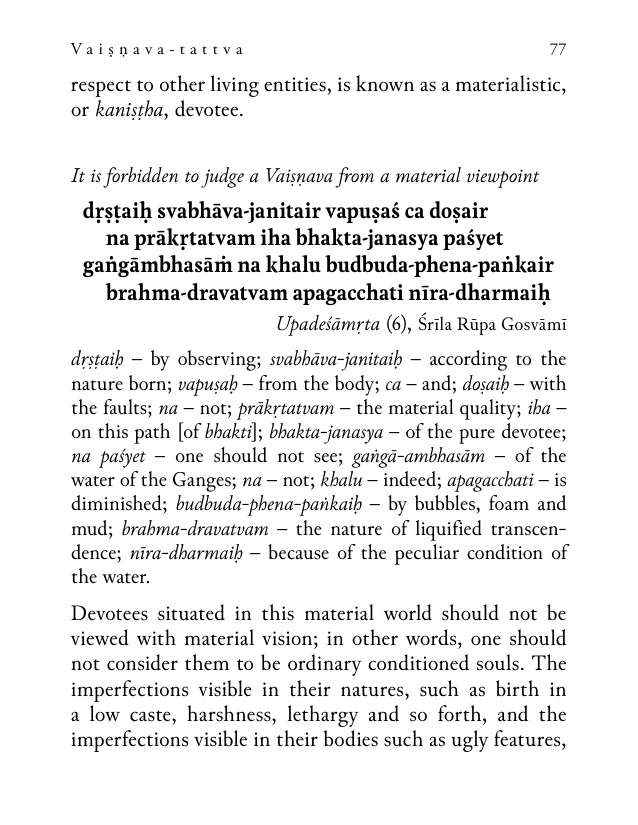 Vaiṣṇava-tattva 77
respect to other living entities, is known as a materialistic,
or kaniṣṭha, devotee.
It is forbidden to judge a Vaiṣṇava from a material viewpoint
dṛṣṭaiḥ svabhāva-janitair vapuṣaś ca doṣair
na prākṛtatvam iha bhakta-janasya paśyet
gaṅgāmbhasāṁ na khalu budbuda-phena-paṅkair
brahma-dravatvam apagacchati nīra-dharmaiḥ
Upadeśāmṛta (6), Śrīla Rūpa Gosvāmī
dṛṣṭaiḥ – by observing; svabhāva-janitaiḥ – according to the
nature born; vapuṣaḥ – from the body; ca – and; doṣaiḥ – with
the faults; na – not; prākṛtatvam – the material quality; iha –
on this path [of bhakti]; bhakta-janasya – of the pure devotee;
na paśyet – one should not see; gaṅgā-ambhasām – of the
water of the Ganges; na – not; khalu – indeed; apagacchati – is
diminished; budbuda-phena-paṅkaiḥ – by bubbles, foam and
mud; brahma-dravatvam – the nature of liquified transcen-
dence; nīra-dharmaiḥ – because of the peculiar condition of
the water.
Devotees situated in this material world should not be
viewed with material vision; in other words, one should
not consider them to be ordinary conditioned souls. The
imperfections visible in their natures, such as birth in
a low caste, harshness, lethargy and so forth, and the
imperfections visible in their bodies such as ugly features,